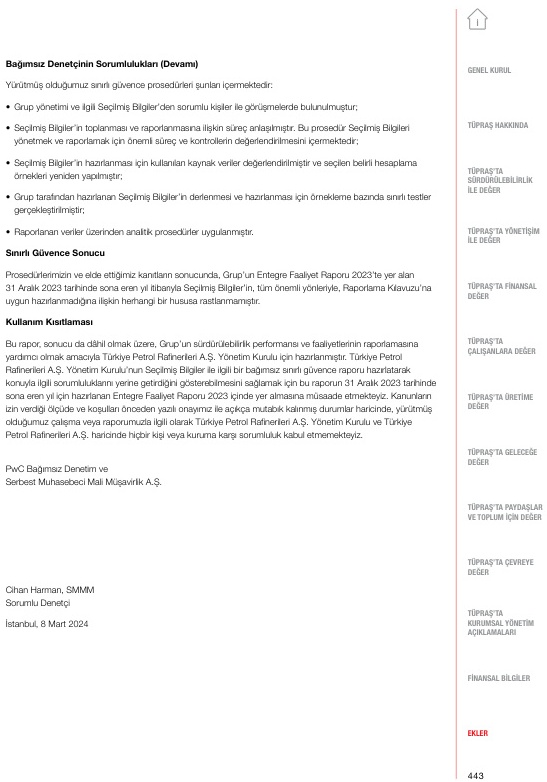 Bağımsız Denetçinin Sorumlulukları (Devamı)
Yürütmüş olduğumuz sınırlı güvence prosedürleri şunları içermektedir:
• Grup yönetimi ve ilgili Seçilmiş Bilgiler'den sorumlu kişiler ile görüşmelerde bulunulmuştur;
• Seçilmiş Bilgiler'in toplanması ve raporlanmasına ilişkin süreç anlaşılmıştır. Bu prosedür Seçilmiş Bilgileri
yönetmek ve raporlamak için önemli süreç ve kontrollerin değerlendirilmesini içermektedir;
• Seçilmiş Bilgiler'in hazırlanması için kullanılan kaynak veriler değerlendirilmiştir ve seçilen belirli hesaplama
örnekleri yeniden yapılmıştır;
• Grup tarafından hazırlanan Seçilmiş Bilgiler'in derlenmesi ve hazırlanması için örnekleme bazında sınırlı testler
gerçekleştirilmiştir;
• Raporlanan veriler üzerinden analitik prosedürler uygulanmıştır.
Sınırlı Güvence Sonucu
Prosedürlerimizin ve elde ettiğimiz kanıtların sonucunda, Grup'un Entegre Faaliyet Raporu 2023'te yer alan
31 Aralık 2023 tarihinde sona eren yıl itibarıyla Seçilmiş Bilgiler'in, tüm önemli yönleriyle, Raporlama Kılavuzu'na
uygun hazırlanmadığına ilişkin herhangi bir hususa rastlanmamıştır.
Kullanım Kısıtlaması
Bu rapor, sonucu da dâhil olmak üzere, Grup'un sürdürülebilirlik performansı ve faaliyetlerinin raporlamasına
yardımcı olmak amacıyla Türkiye Petrol Rafinerileri A.Ş. Yönetim Kurulu için hazırlanmıştır. Türkiye Petrol
Rafinerileri A.Ş. Yönetim Kurulu'nun Seçilmiş Bilgiler ile ilgili bir bağımsız sınırlı güvence raporu hazırlatarak
konuyla ilgili sorumluluklarını yerine getirdiğini gösterebilmesini sağlamak için bu raporun 31 Aralık 2023 tarihinde
sona eren yıl için hazırlanan Entegre Faaliyet Raporu 2023 içinde yer almasına müsaade etmekteyiz. Kanunların
izin verdiği ölçüde ve koşulları önceden yazılı onayımız ile açıkça mutabık kalınmış durumlar haricinde, yürütmüş
olduğumuz çalışma veya raporumuzla ilgili olarak Türkiye Petrol Rafinerileri A.Ş. Yönetim Kurulu ve Türkiye
Petrol Rafinerileri A.Ş. haricinde hiçbir kişi veya kuruma karşı sorumluluk kabul etmemekteyiz.
PwC Bağımsız Denetim ve
Serbest Muhasebeci Mali Müşavirlik A.Ş.
Cihan Harman, SMMM
Sorumlu Denetçi
İstanbul, 8 Mart 2024
GENEL KURUL
TÜPRAŞ HAKKINDA
TÜPRAŞ'TA
SÜRDÜRÜLEBİLİRLİK
İLE DEĞER
TÜPRAŞ'TA YÖNETİŞİM
İLE DEĞER
TÜPRAŞ'TA FİNANSAL
DEĞER
TÜPRAŞ'TA
ÇALIŞANLARA DEĞER
TÜPRAŞ'TA ÜRETİME
DEĞER
TÜPRAŞ'TA GELECEĞE
DEĞER
TÜPRAŞ'TA PAYDAŞLAR
VE TOPLUM İÇİN DEĞER
TÜPRAŞ'TA ÇEVREYE
DEĞER
TÜPRAŞ'TA
KURUMSAL YÖNETİM
AÇIKLAMALARI
FİNANSAL BİLGİLER
EKLER
443